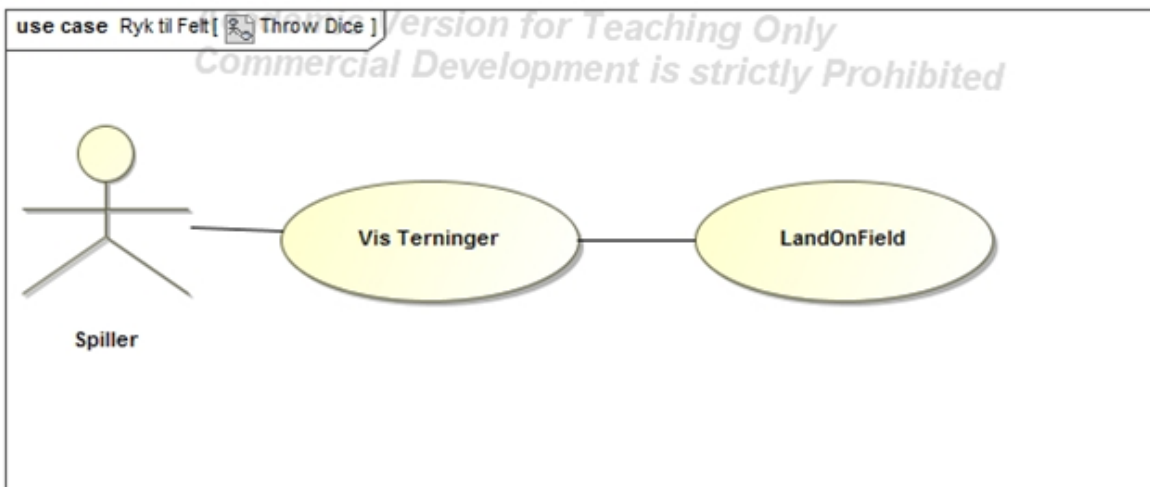 use case Ryk til Felt [ Throw Dice ]
Academic Version for Teaching Only
Commercial Development is strictly Prohibited
Vis Terninger
LandOnField
Spiller